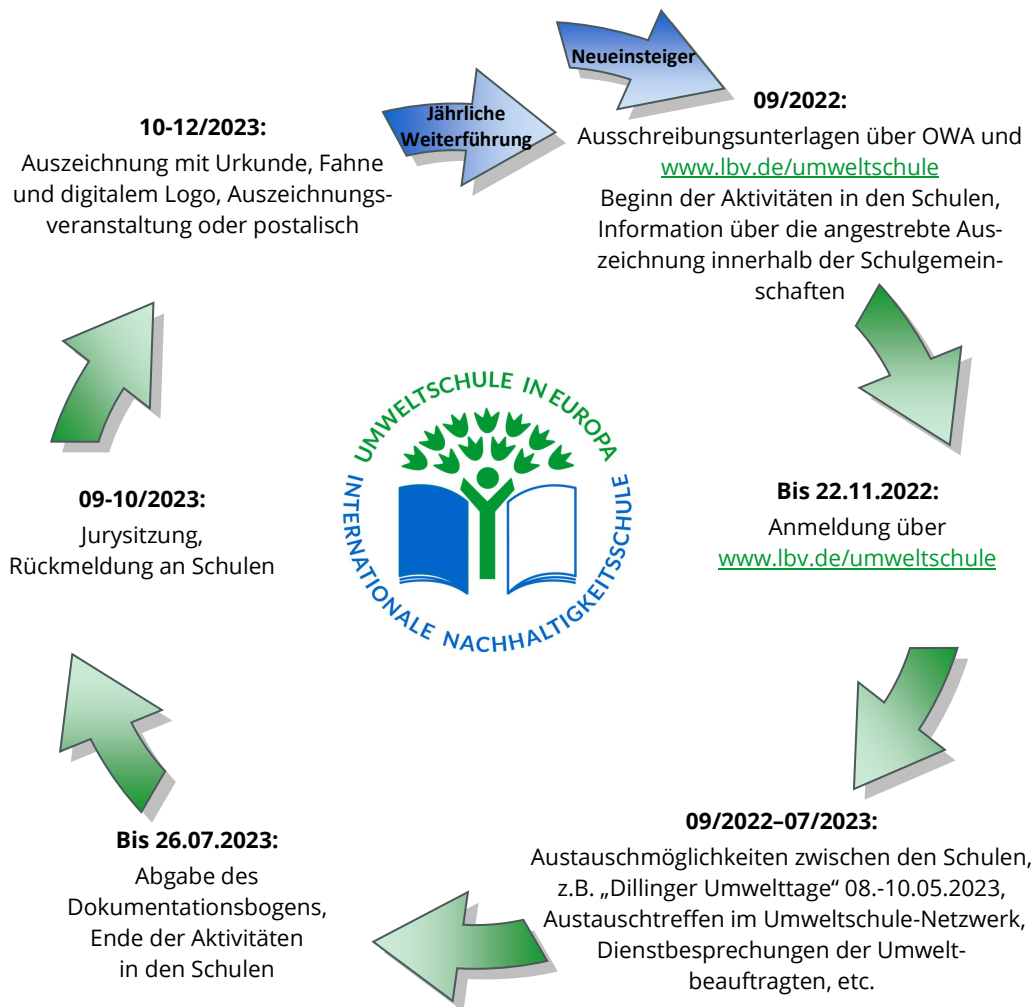 Neueinsteiger
Jährliche
Weiterführung
09/2022:
Ausschreibungsunterlagen über OWA und
www.lbv.de/umweltschule
Beginn der Aktivitäten in den Schulen,
Information über die angestrebte Aus-
zeichnung innerhalb der Schulgemein-
schaften
Bis 22.11.2022:
Anmeldung über
www.lbv.de/umweltschule
09/2022–07/2023:
Austauschmöglichkeiten zwischen den Schulen,
z.B. „Dillinger Umwelttage“ 08.-10.05.2023,
Austauschtreffen im Umweltschule-Netzwerk,
Dienstbesprechungen der Umwelt-
beauftragten, etc.
Bis 26.07.2023:
Abgabe des
Dokumentationsbogens,
Ende der Aktivitäten
in den Schulen
09-10/2023:
Jurysitzung,
Rückmeldung an Schulen
10-12/2023:
Auszeichnung mit Urkunde, Fahne
und digitalem Logo, Auszeichnungs-
veranstaltung oder postalisch
UMWELTSCHULE IN EUROPA
INTERNATIONALE NACHHALTIGKEITSSCHULE